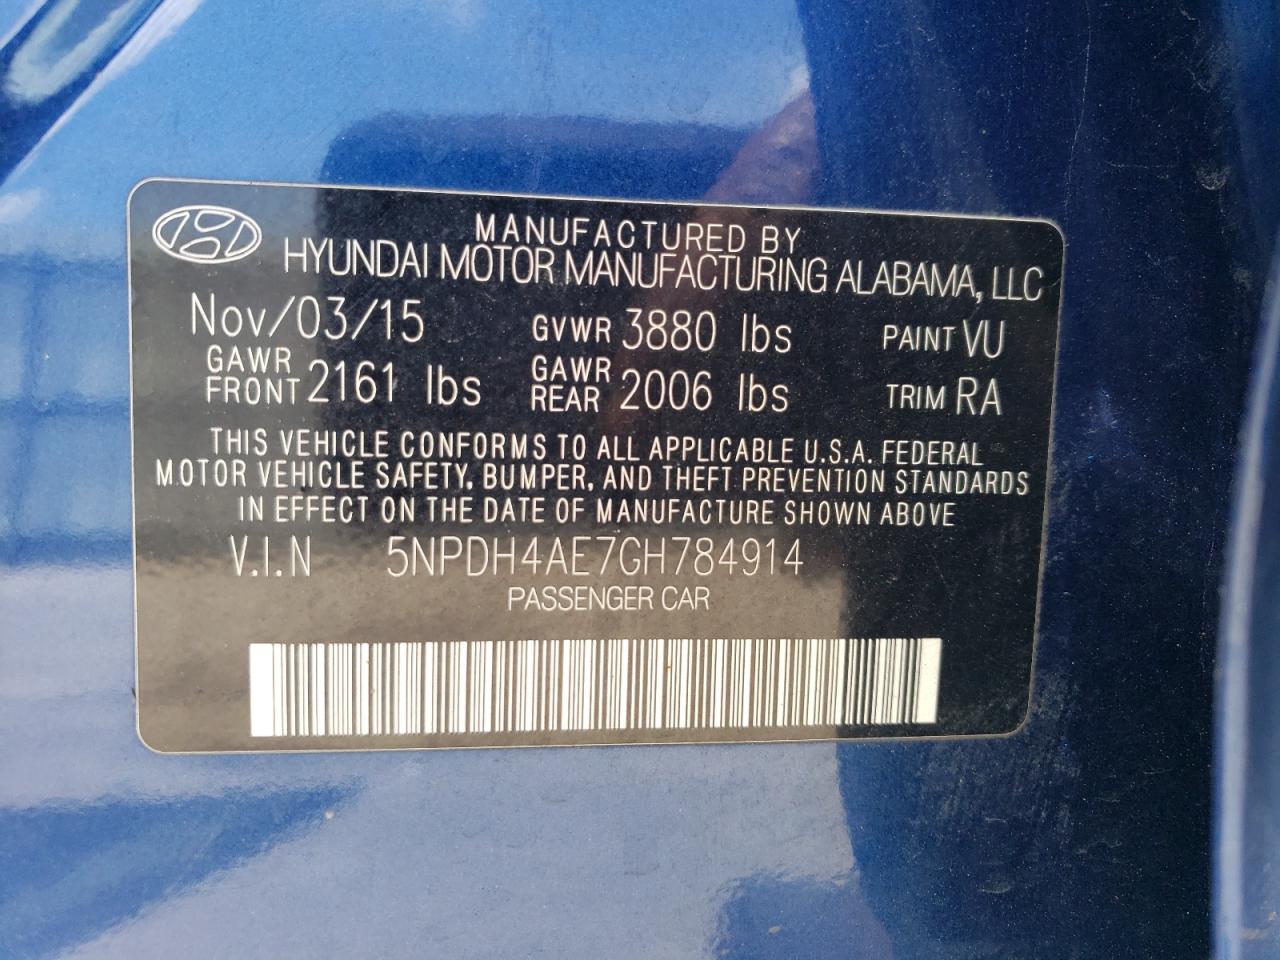 MANUFACTURED BY
HYUNDAI MOTOR MANUFACTURING ALABAMA, LLC
Nov/03/15 GVWR 3880 lbs PAINT VU
GAWR FRONT 2161 lbs GAWR REAR 2006 lbs TRIM RA
THIS VEHICLE CONFORMS TO ALL APPLICABLE U.S.A. FEDERAL
MOTOR VEHICLE SAFETY, BUMPER, AND THEFT PREVENTION STANDARDS
IN EFFECT ON THE DATE OF MANUFACTURE SHOWN ABOVE
V.I.N 5NPDH4AE7GH784914
PASSENGER CAR